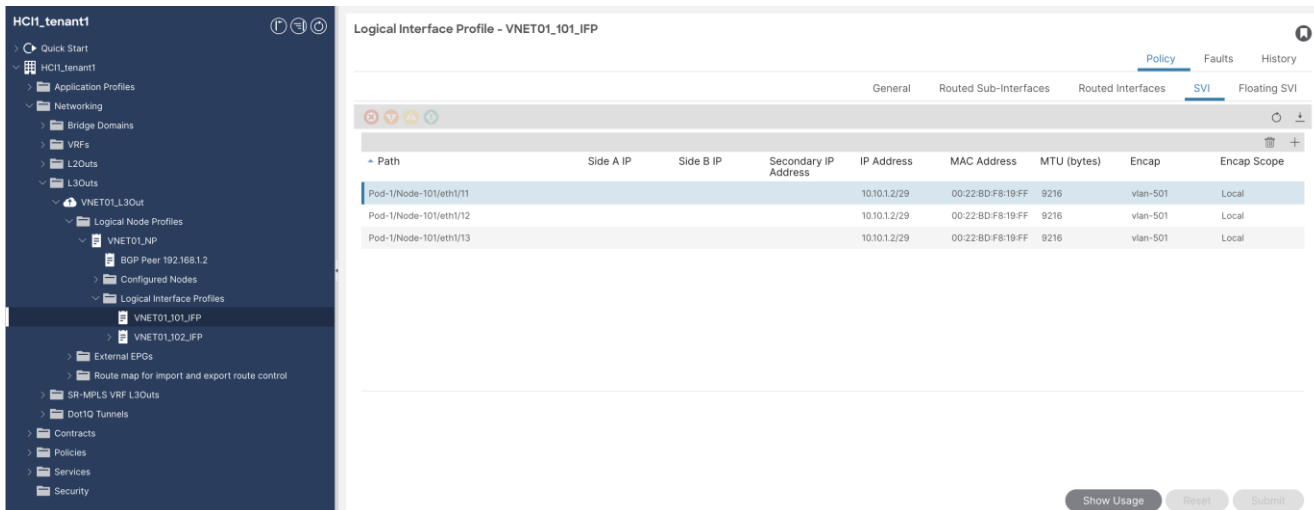 HCI1_tenant1
Quick Start
HCI1_tenant1
Application Profiles
Networking
Bridge Domains
VRFs
L2Outs
L3Outs
VNET01_L3Out
Logical Node Profiles
VNET01_NP
BGP Peer 192.168.1.2
Configured Nodes
Logical Interface Profiles
VNET01_101_IFP
VNET01_102_IFP
External EPGs
Route map for import and export route control
SR-MPLS VRF L3Outs
Dot1Q Tunnels
Contracts
Policies
Services
Security
Logical Interface Profile - VNET01_101_IFP
Policy Faults History
General Routed Sub-Interfaces Routed Interfaces SVI Floating SVI
Path Side A IP Side B IP Secondary IP Address IP Address MAC Address MTU (bytes) Encap Encap Scope
Pod-1/Node-101/eth1/11 10.10.1.2/29 00:22:BD:F8:19:FF 9216 vlan-501 Local
Pod-1/Node-101/eth1/12 10.10.1.2/29 00:22:BD:F8:19:FF 9216 vlan-501 Local
Pod-1/Node-101/eth1/13 10.10.1.2/29 00:22:BD:F8:19:FF 9216 vlan-501 Local
Show Usage Reset Submit